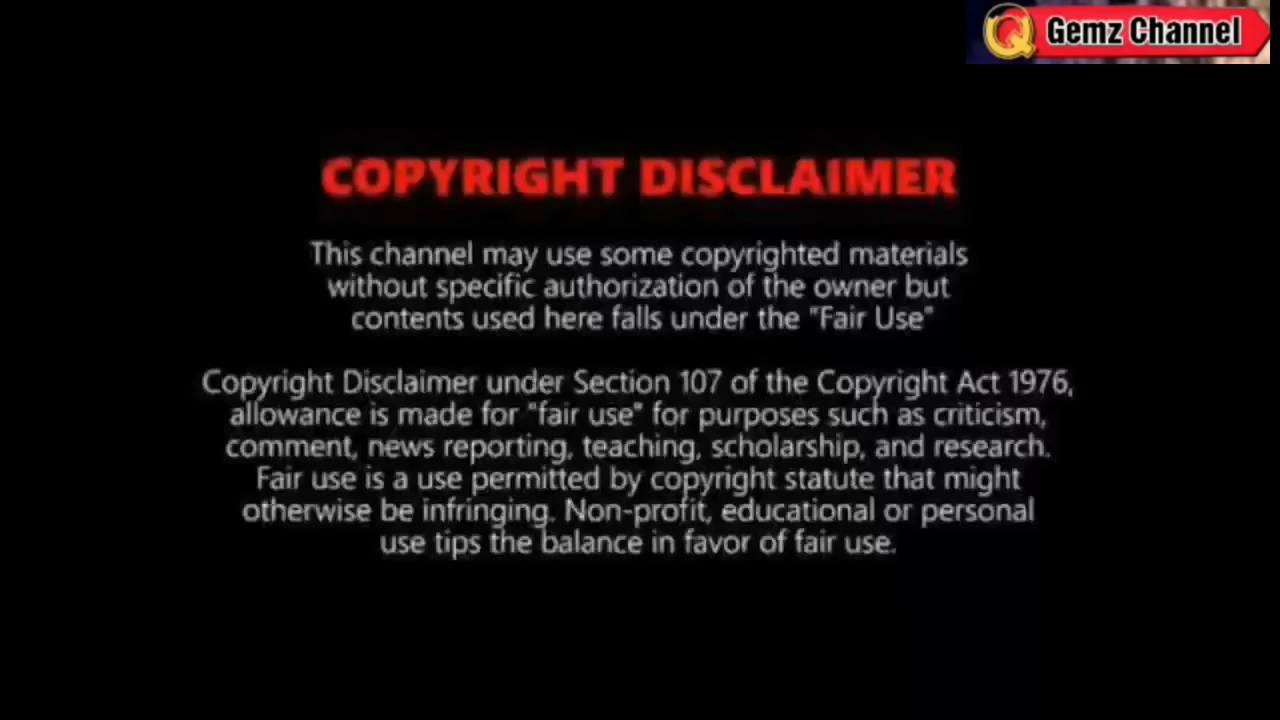 Gemz Channel
COPYRIGHT DISCLAIMER
This channel may use some copyrighted materials
without specific authorization of the owner but
contents used here falls under the "Fair Use"
Copyright Disclaimer under Section 107 of the Copyright Act 1976,
allowance is made for "fair use" for purposes such as criticism,
comment, news reporting, teaching, scholarship, and research.
Fair use is a use permitted by copyright statute that might
otherwise be infringing. Non-profit, educational or personal
use tips the balance in favor of fair use.